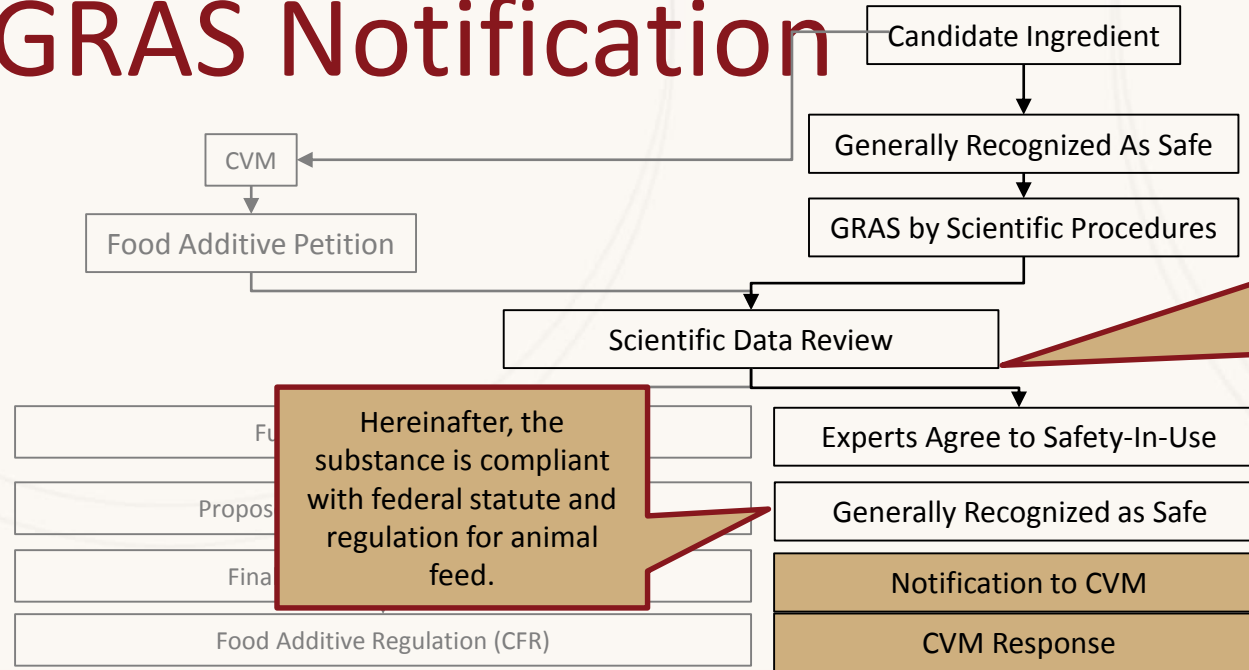 GRAS Notification
Candidate Ingredient
CVM
Generally Recognized As Safe
Food Additive Petition
GRAS by Scientific Procedures
Scientific Data Review
Hereinafter, the
substance is compliant
with federal statute and
regulation for animal
feed.
Experts Agree to Safety-In-Use
Generally Recognized as Safe
Notification to CVM
Food Additive Regulation (CFR)
CVM Response